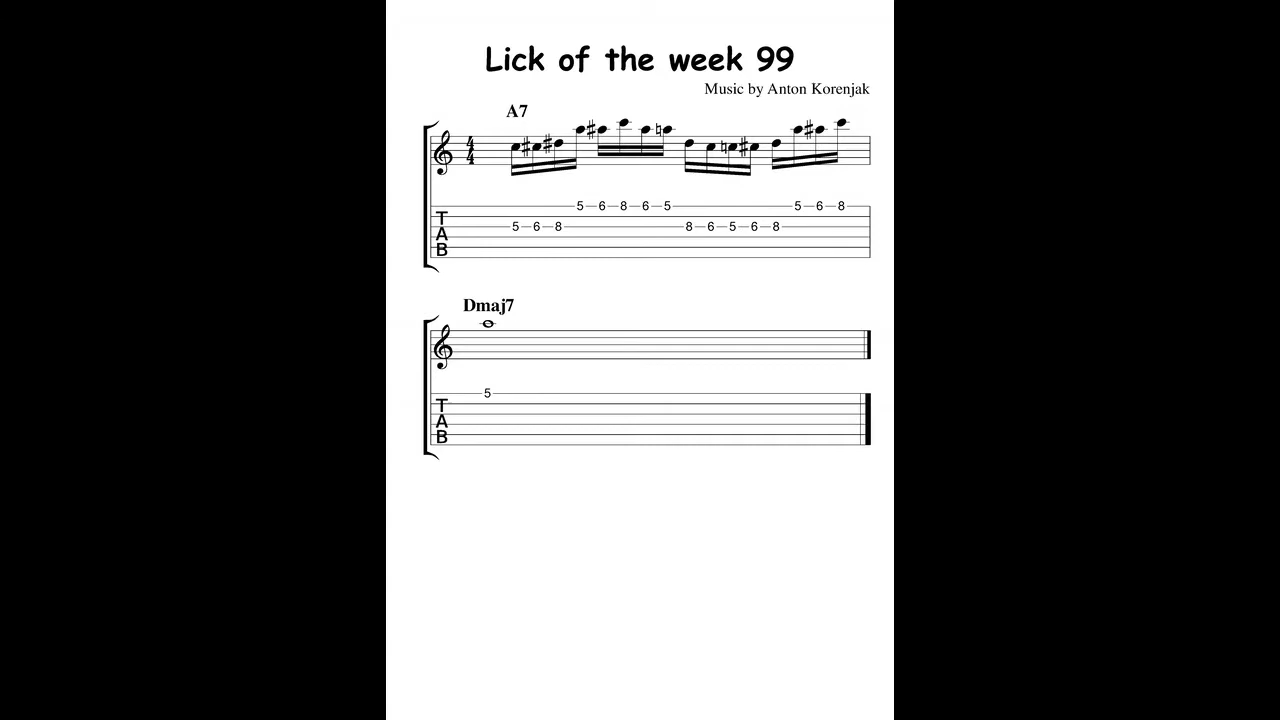 Lick of the week 99
Music by Anton Korenjak
A7
4
4
5 6 8 6 5 5 6 8
T
A
B
5 6 8 8 6 5 6 8
Dmaj7
5
T
A
B